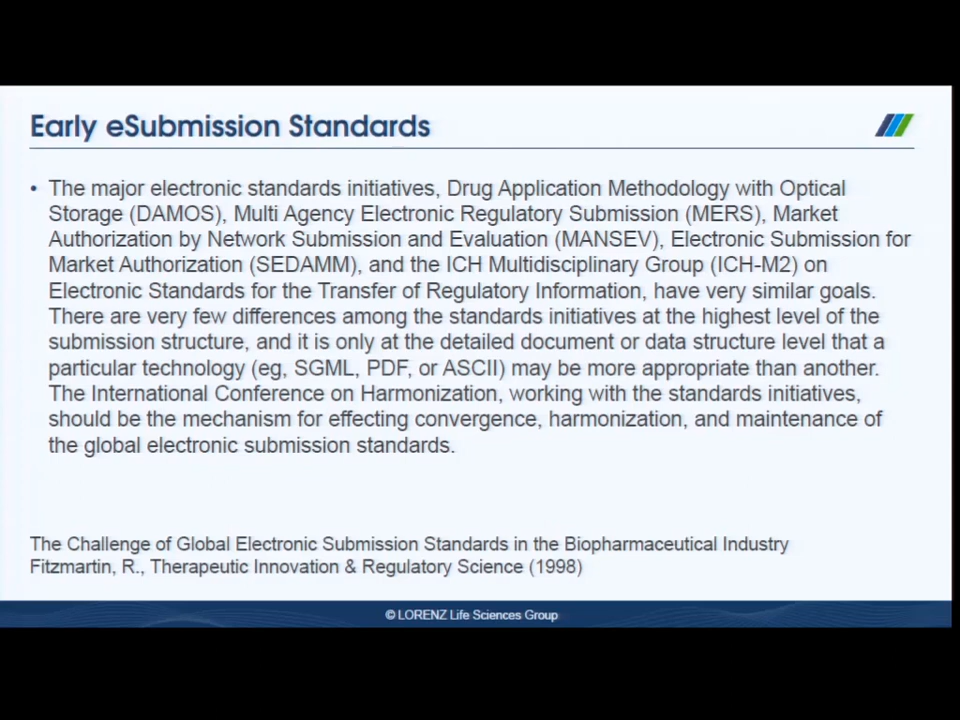 Early eSubmission Standards
• The major electronic standards initiatives, Drug Application Methodology with Optical
Storage (DAMOS), Multi Agency Electronic Regulatory Submission (MERS), Market
Authorization by Network Submission and Evaluation (MANSEV), Electronic Submission for
Market Authorization (SEDAMM), and the ICH Multidisciplinary Group (ICH-M2) on
Electronic Standards for the Transfer of Regulatory Information, have very similar goals.
There are very few differences among the standards initiatives at the highest level of the
submission structure, and it is only at the detailed document or data structure level that a
particular technology (eg, SGML, PDF, or ASCII) may be more appropriate than another.
The International Conference on Harmonization, working with the standards initiatives,
should be the mechanism for effecting convergence, harmonization, and maintenance of
the global electronic submission standards.
The Challenge of Global Electronic Submission Standards in the Biopharmaceutical Industry
Fitzmartin, R., Therapeutic Innovation & Regulatory Science (1998)
© LORENZ Life Sciences Group